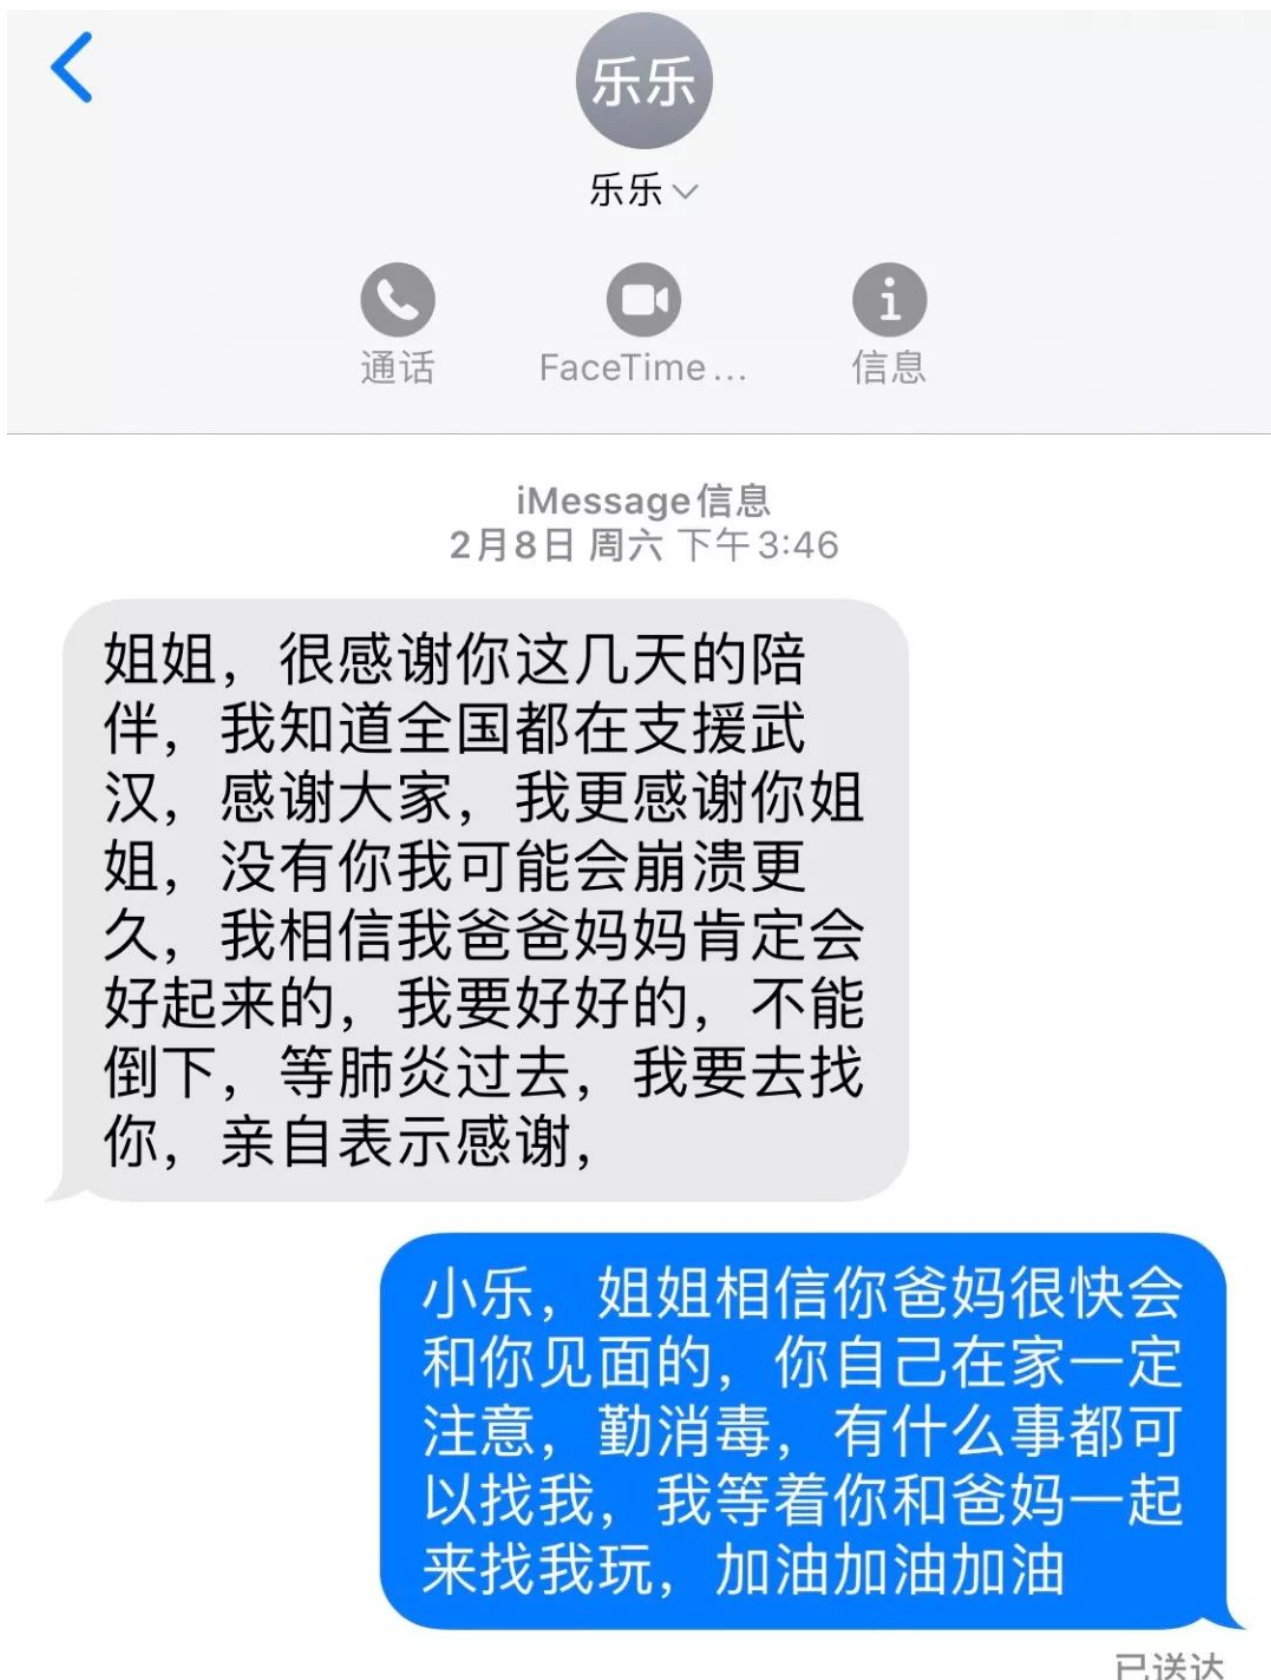 乐乐
乐乐
通话 FaceTime... 信息
iMessage信息
2月8日 周六 下午3:46
姐姐，很感谢你这几天的陪
伴，我知道全国都在支援武
汉，感谢大家，我更感谢你姐
姐，没有你我可能会崩溃更
久，我相信我爸爸妈妈肯定会
好起来的，我要好好的，不能
倒下，等肺炎过去，我要去找
你，亲自表示感谢，
小乐，姐姐相信你爸妈很快会
和你见面的，你自己在家一定
注意，勤消毒，有什么事都可
以找我，我等着你和爸妈一起
来找我玩，加油加油加油
已送达